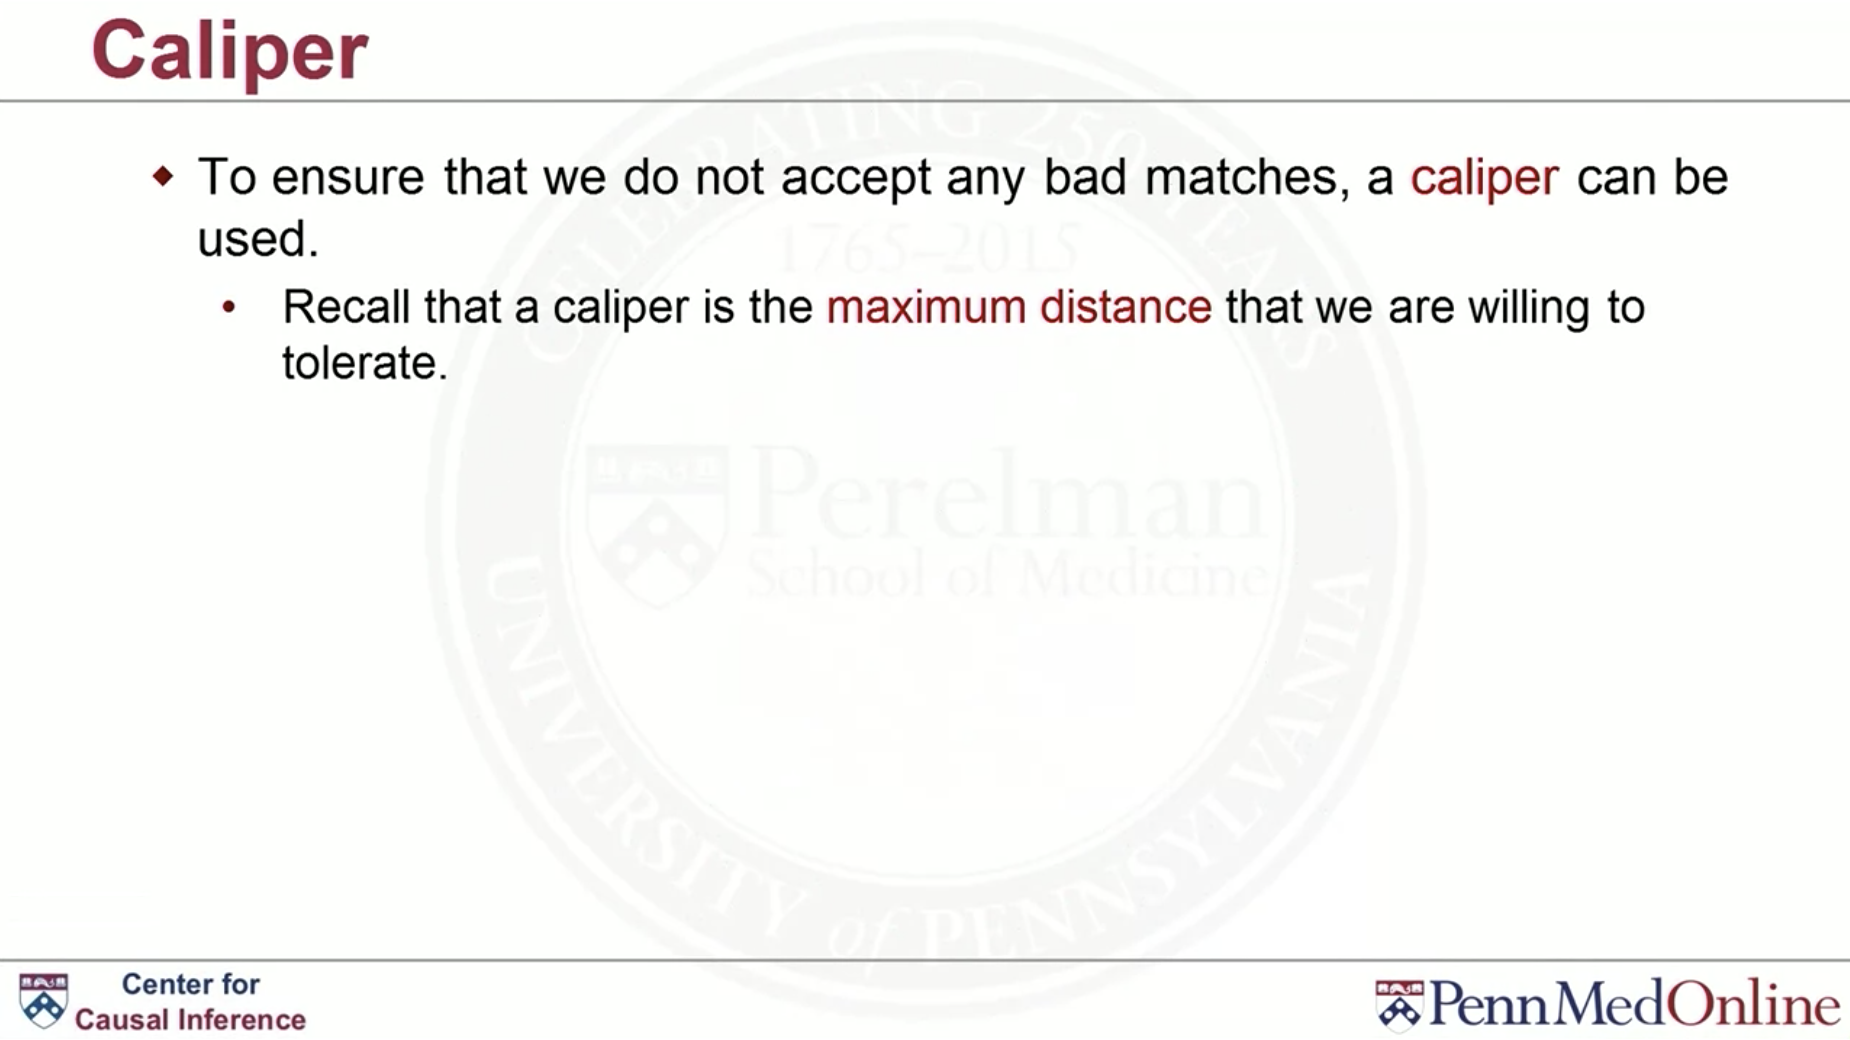 Caliper
To ensure that we do not accept any bad matches, a caliper can be
used.
Recall that a caliper is the maximum distance that we are willing to
tolerate.
CELEBRATING 250 YEARS
1765–2015
Perelman
School of Medicine
UNIVERSITY of PENNSYLVANIA
Center for
Causal Inference
PennMedOnline